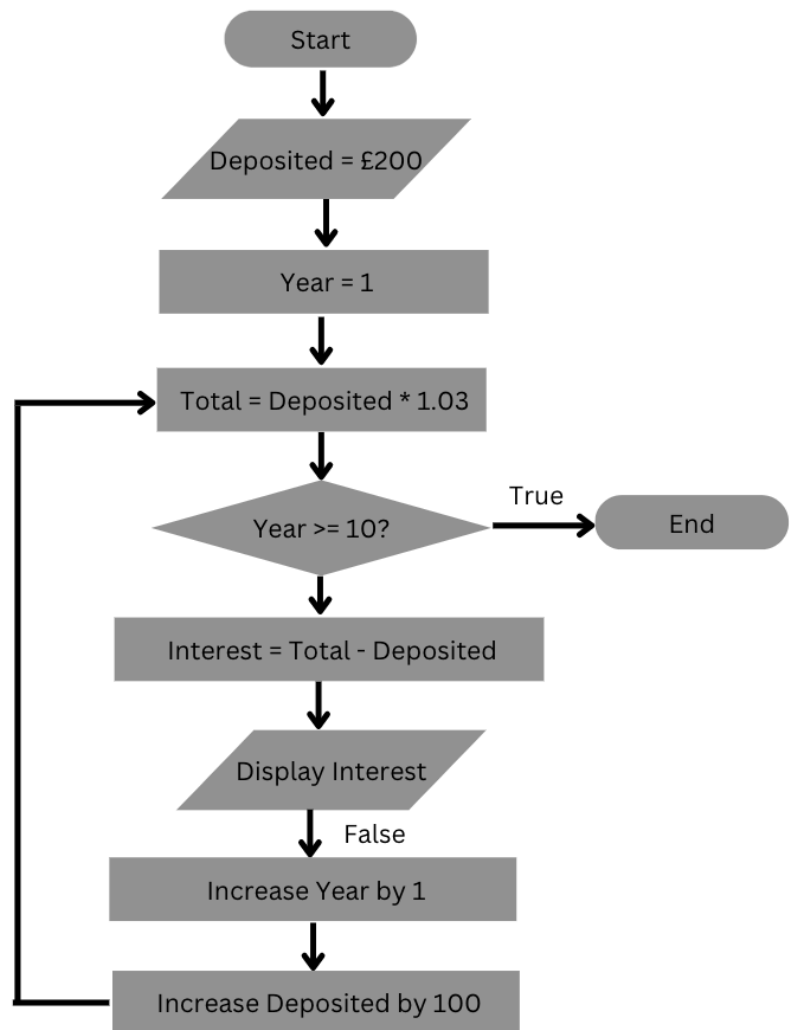 Start
Deposited = £200
Year = 1
Total = Deposited * 1.03
Year >= 10?
True
End
Interest = Total - Deposited
Display Interest
False
Increase Year by 1
Increase Deposited by 100